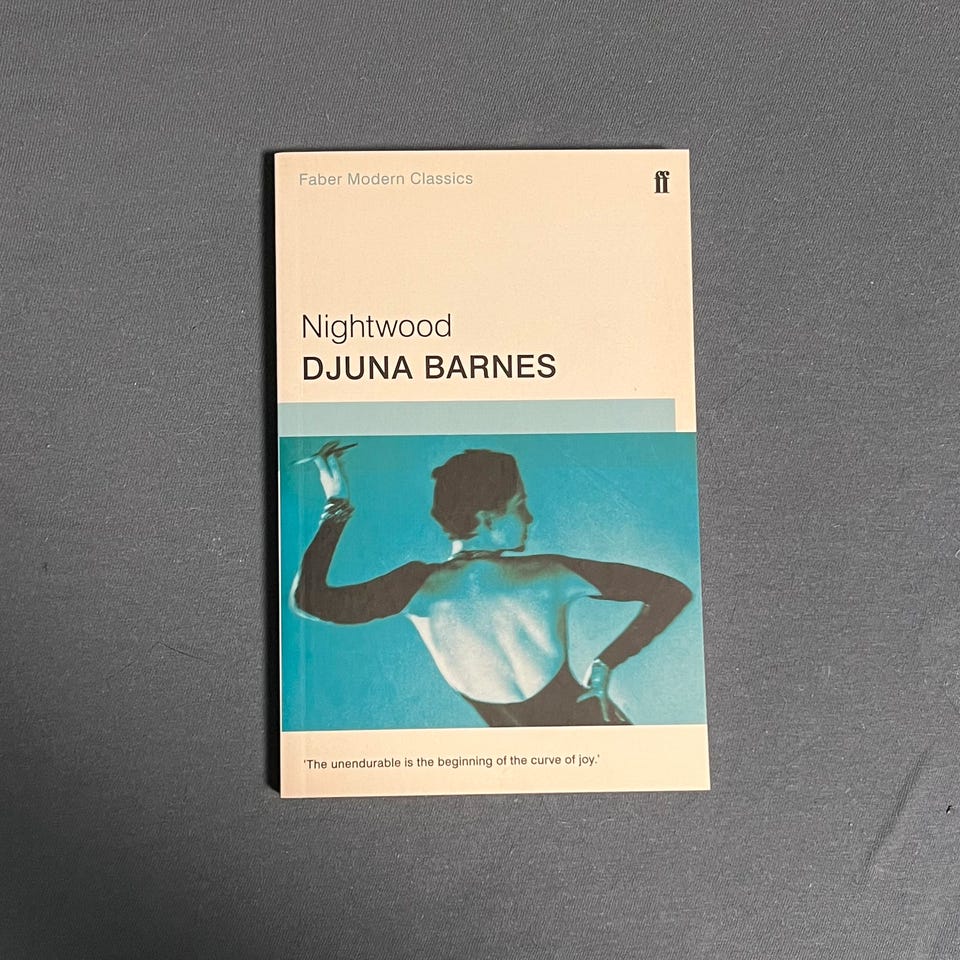 Faber Modern Classics
ff
Nightwood
DJUNA BARNES
'The unendurable is the beginning of the curve of joy.'